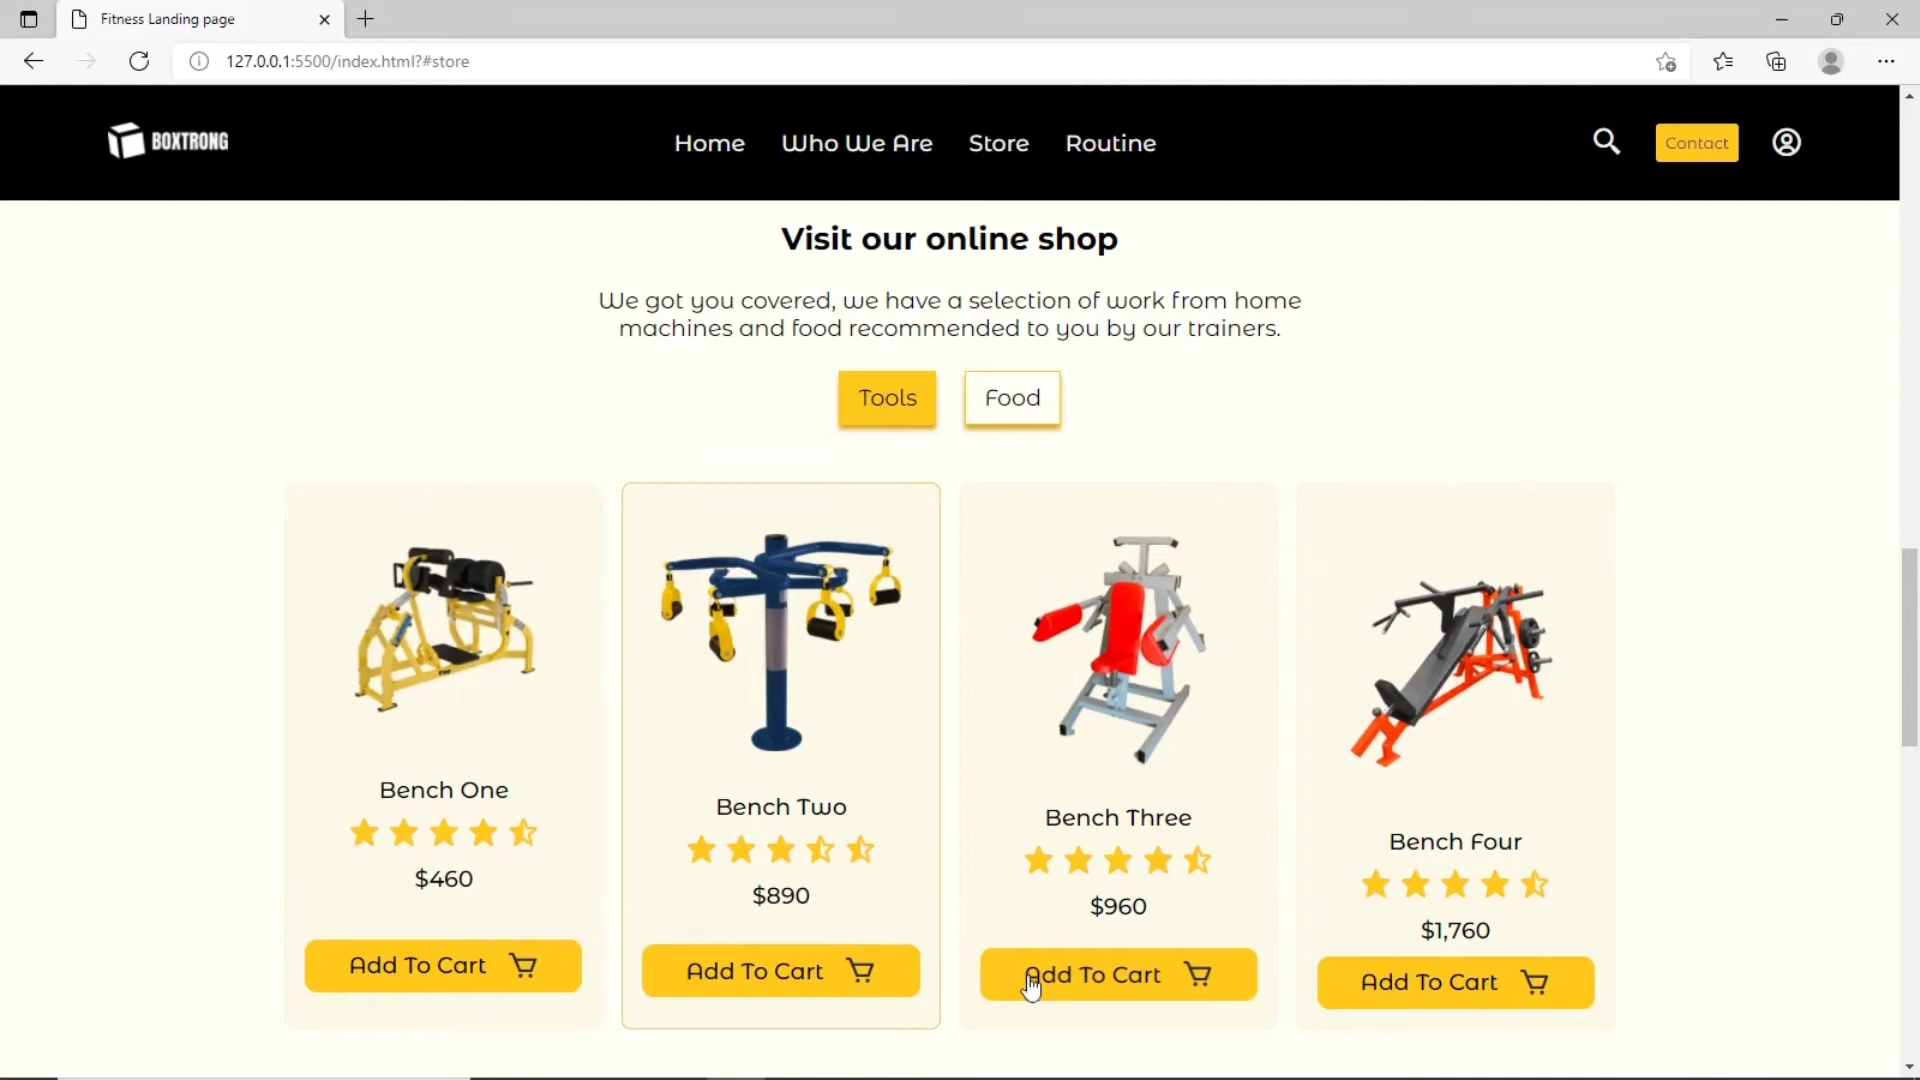 Fitness Landing page
127.0.0.1:5500/index.html?#store
BOXTRONG
Home
Who We Are
Store
Routine
Contact
Visit our online shop
We got you covered, we have a selection of work from home
machines and food recommended to you by our trainers.
Tools
Food
Bench One
$460
Add To Cart
Bench Two
$890
Add To Cart
Bench Three
$960
Add To Cart
Bench Four
$1,760
Add To Cart